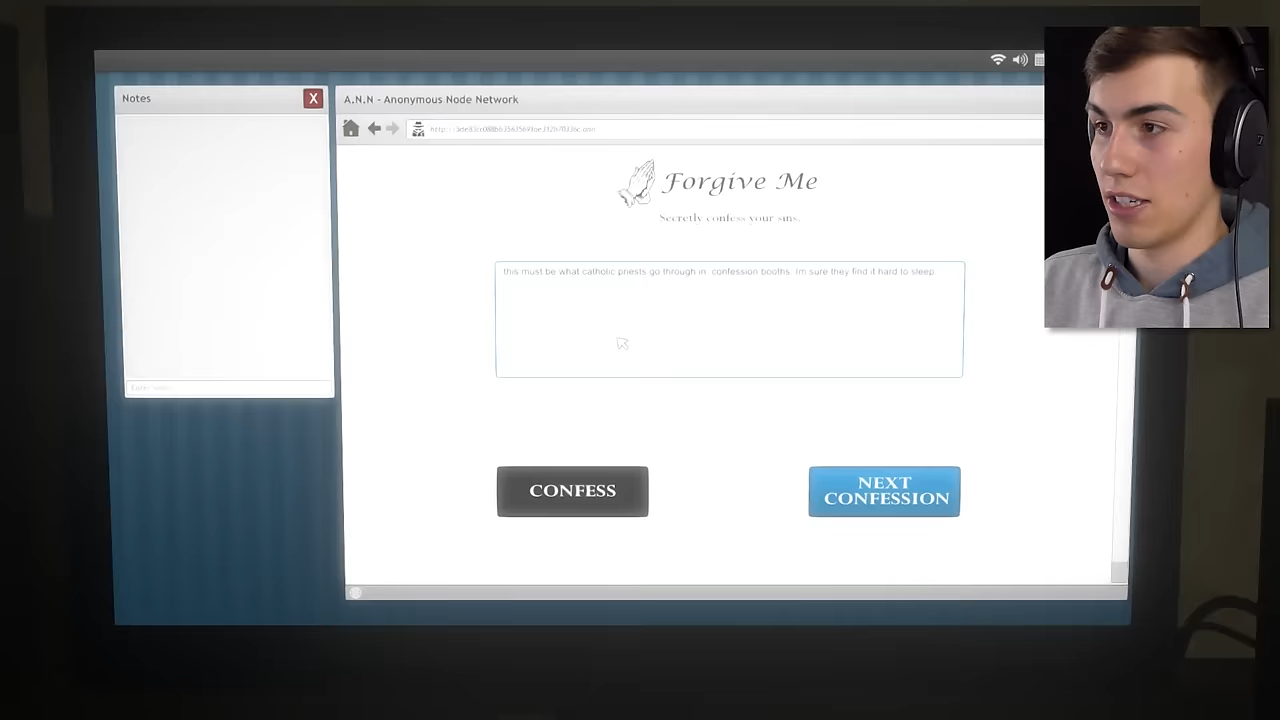 Notes
X
A.N.N - Anonymous Node Network
Forgive Me
Secretly confess your sins.
this must be what catholic priests go through in confession booths. Im sure they find it hard to sleep
CONFESS
NEXT
CONFESSION